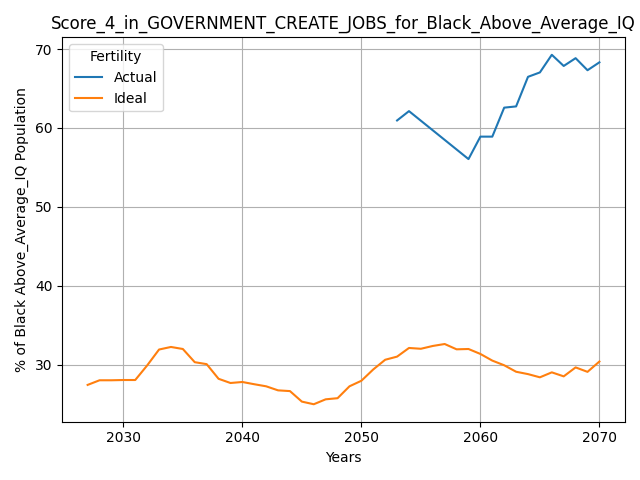 Score_4_in_GOVERNMENT_CREATE_JOBS_for_Black_Above_Average_IQ
Fertility
Actual
Ideal
% of Black Above_Average_IQ Population
70
60
50
40
30
2030
2040
2050
2060
2070
Years